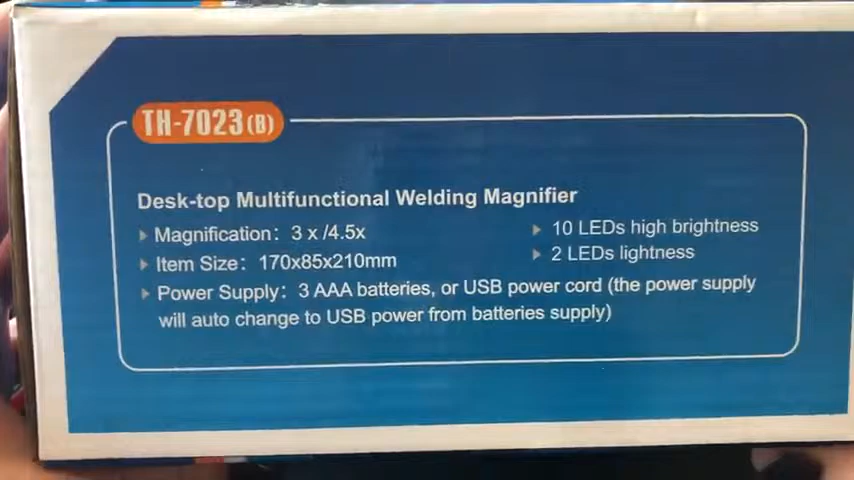 TH-7023(B)
Desk-top Multifunctional Welding Magnifier
Magnification: 3 x /4.5x
10 LEDs high brightness
Item Size: 170x85x210mm
2 LEDs lightness
Power Supply: 3 AAA batteries, or USB power cord (the power supply
will auto change to USB power from batteries supply)